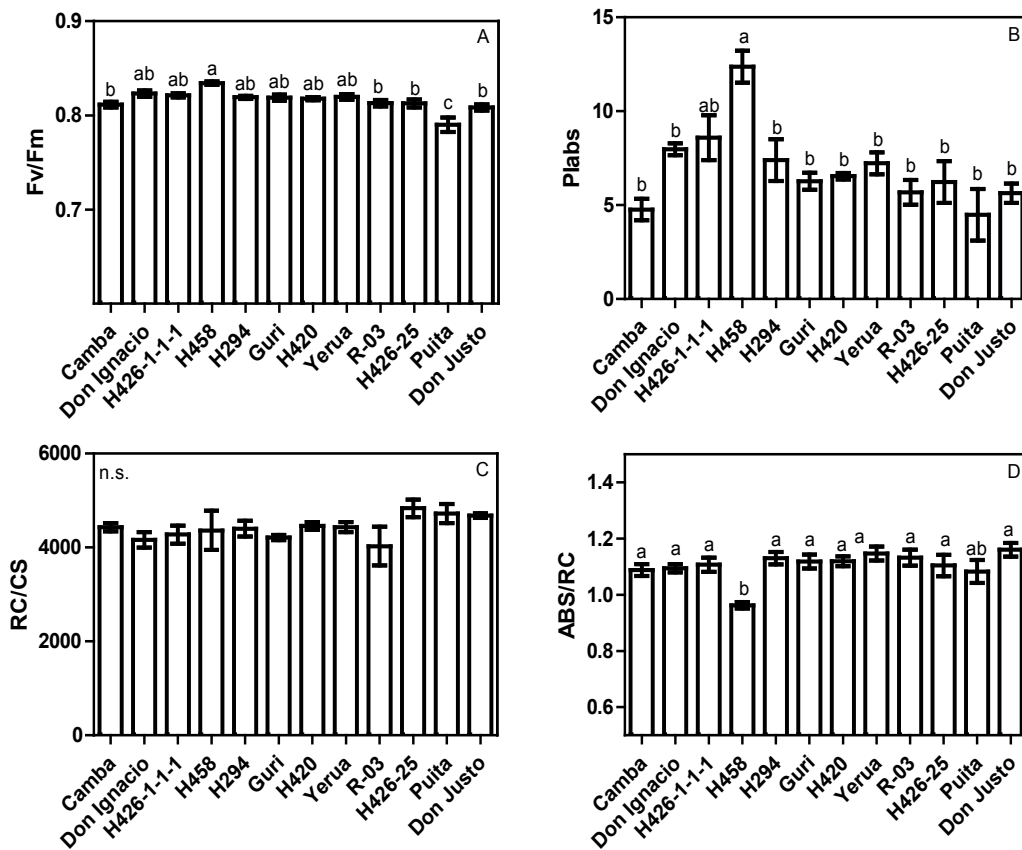 A
0.9
0.8
0.7
Fv/Fm
b ab ab a ab ab ab ab b b c b
Camba Don Ignacio H426-1-1-1 H458 H294 Guri H420 Yerua R-03 H426-25 Puita Don Justo
B
15
10
5
0
PIabs
b b ab a b b b b b b b b
Camba Don Ignacio H426-1-1-1 H458 H294 Guri H420 Yerua R-03 H426-25 Puita Don Justo
n.s. C
6000
4000
2000
0
RC/CS
Camba Don Ignacio H426-1-1-1 H458 H294 Guri H420 Yerua R-03 H426-25 Puita Don Justo
D
1.4
1.2
1.0
0.8
0.6
ABS/RC
a a a b a a a a a a ab a
Camba Don Ignacio H426-1-1-1 H458 H294 Guri H420 Yerua R-03 H426-25 Puita Don Justo